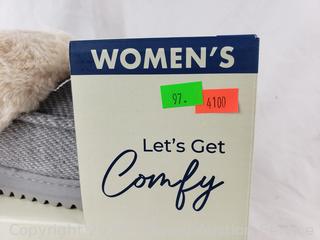 WOMEN'S
97. 4100
Let's Get
Comfy